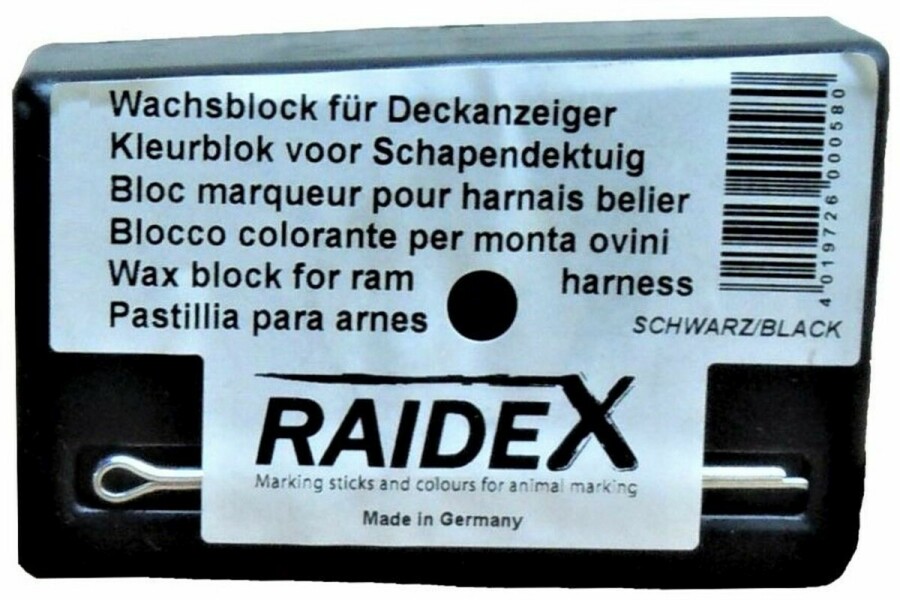 Wachsblock für Deckanzeiger
Kleurblok voor Schapendektuig
Bloc marqueur pour harnais belier
Blocco colorante per monta ovini
Wax block for ram harness
Pastillia para arnes
SCHWARZ/BLACK
4 019726 000580
RAIDEX
Marking sticks and colours for animal marking
Made in Germany